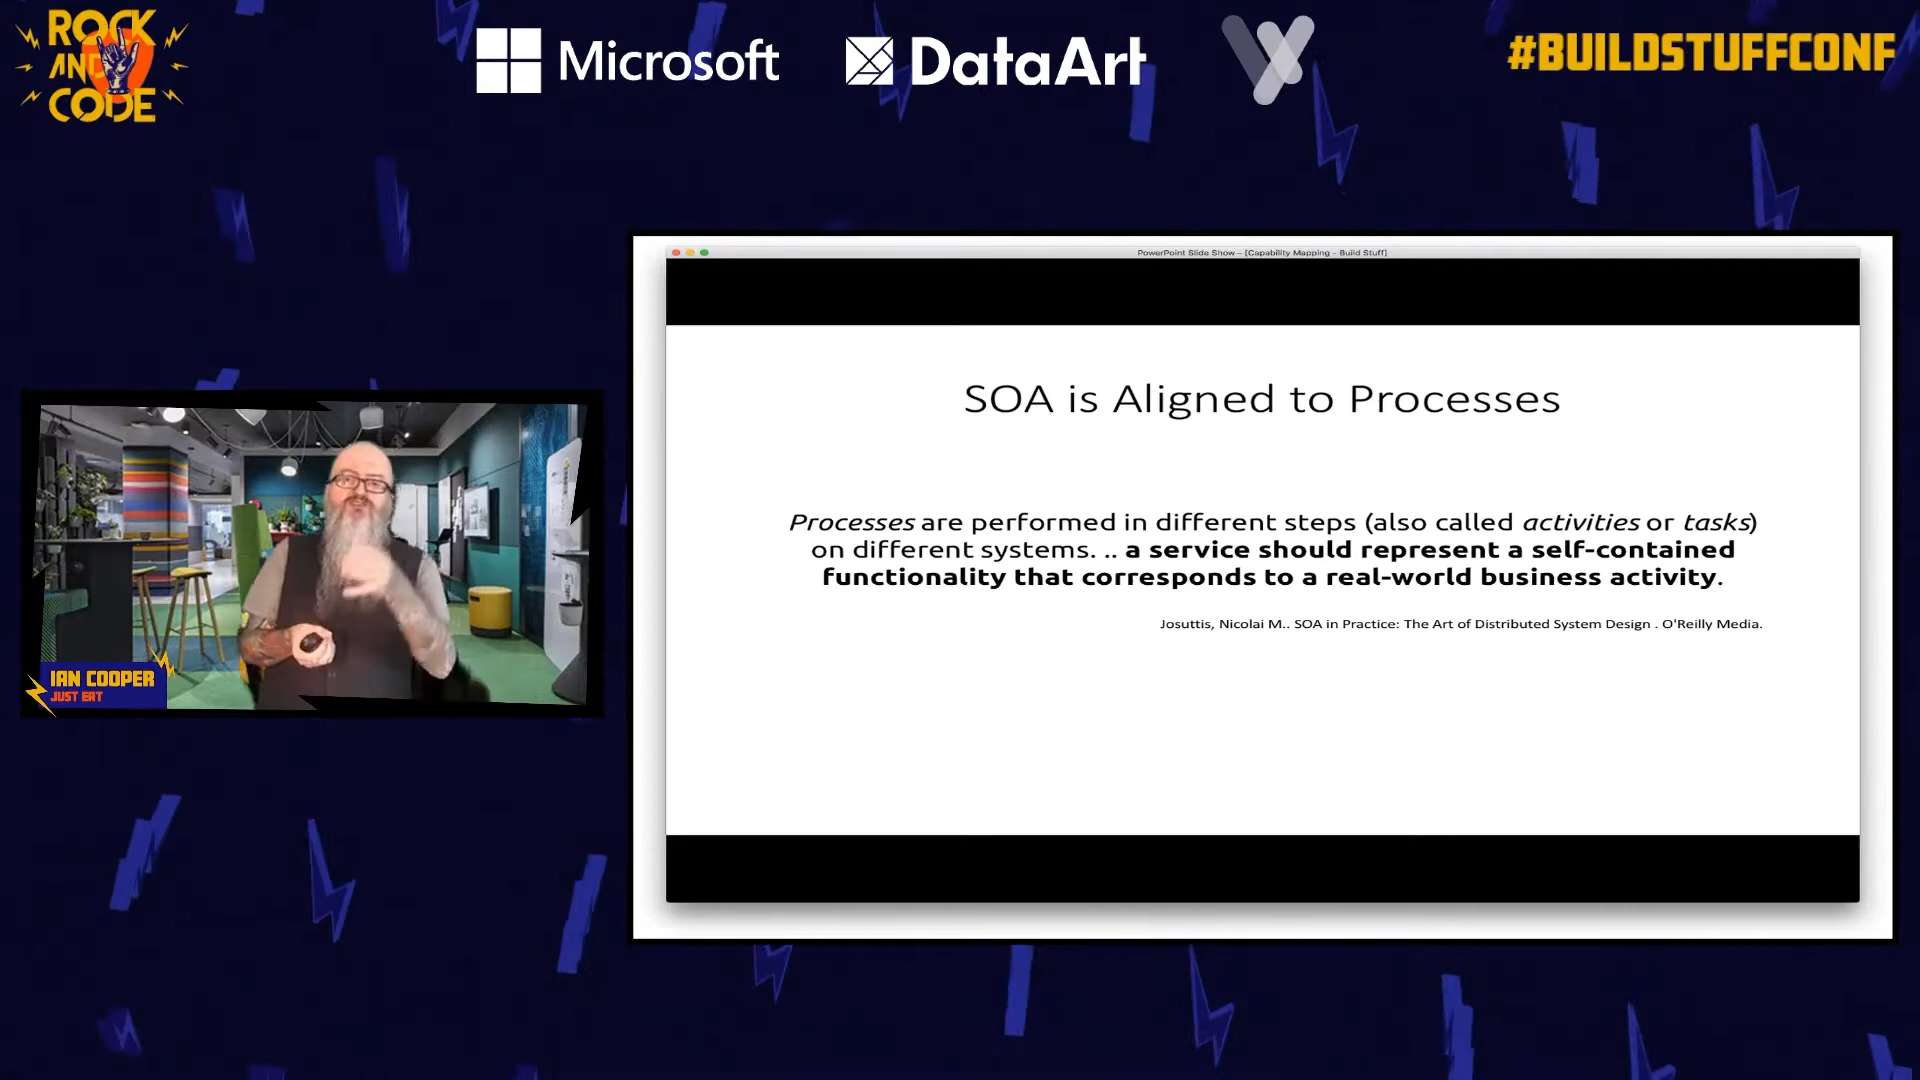 ROCK
AND
CODE
Microsoft
DataArt
#BUILDSTUFFCONF
PowerPoint Slide Show - [Capability Mapping - Build Stuff]
SOA is Aligned to Processes
Processes are performed in different steps (also called activities or tasks)
on different systems. .. a service should represent a self-contained
functionality that corresponds to a real-world business activity.
Josuttis, Nicolai M.. SOA in Practice: The Art of Distributed System Design . O'Reilly Media.
IAN COOPER
JUST EAT